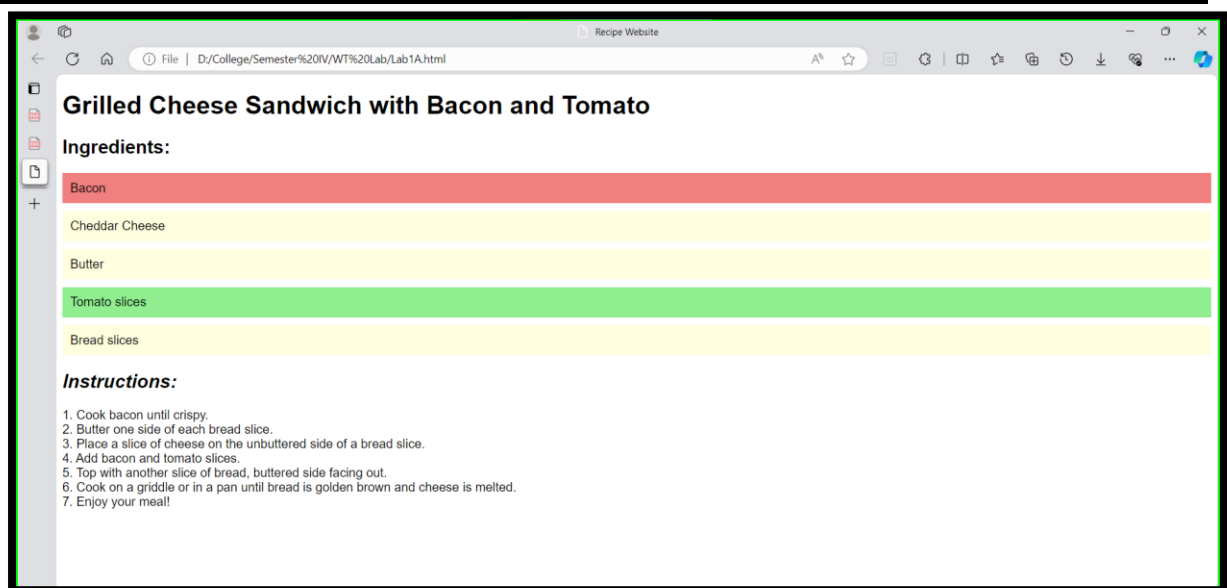 Recipe Website
File | D:/College/Semester%20IV/WT%20Lab/Lab1A.html
Grilled Cheese Sandwich with Bacon and Tomato
Ingredients:
Bacon
Cheddar Cheese
Butter
Tomato slices
Bread slices
Instructions:
1. Cook bacon until crispy.
2. Butter one side of each bread slice.
3. Place a slice of cheese on the unbuttered side of a bread slice.
4. Add bacon and tomato slices.
5. Top with another slice of bread, buttered side facing out.
6. Cook on a griddle or in a pan until bread is golden brown and cheese is melted.
7. Enjoy your meal!